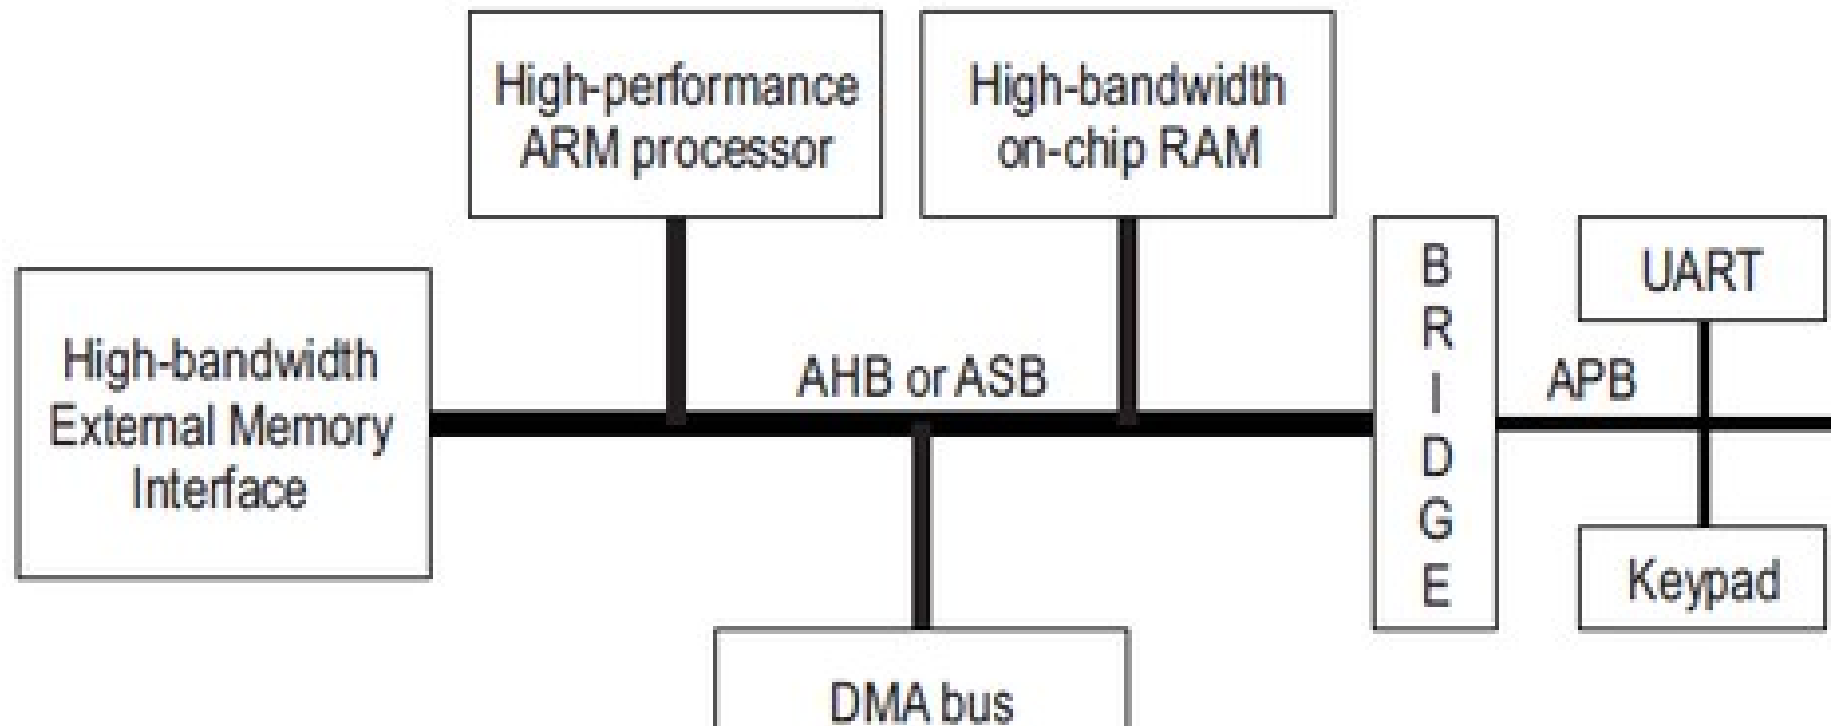 High-performance
ARM processor
High-bandwidth
on-chip RAM
High-bandwidth
External Memory
Interface
AHB or ASB
BRIDGE
APB
UART
Keypad
DMA bus